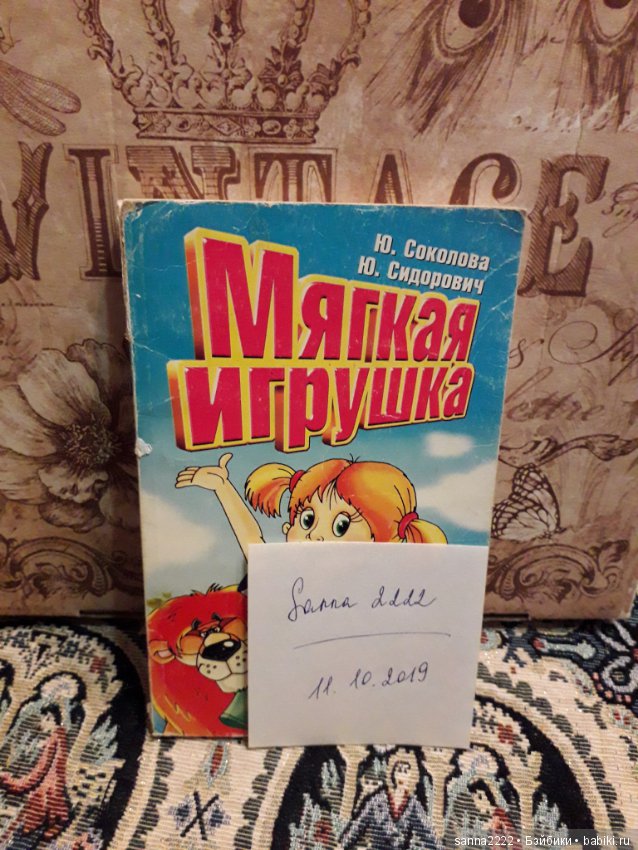 VINTAGE
Ю. Соколова
Ю. Сидорович
Мягкая
игрушка
Sanna 2222
11.10.2019
sanna2222 • Бэйбики • babiki.ru